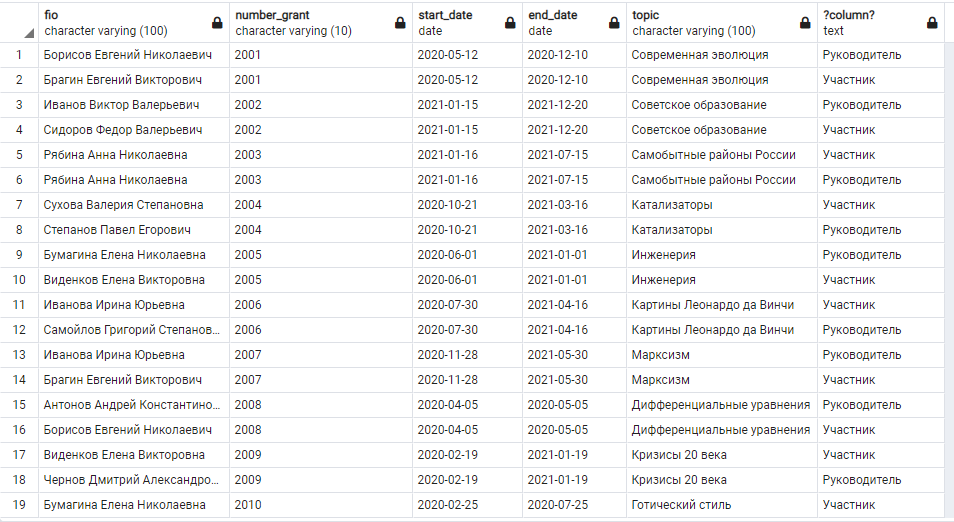 fio number_grant start_date end_date topic ?column?
character varying (100) character varying (10) date date character varying (100) text
1 Борисов Евгений Николаевич 2001 2020-05-12 2020-12-10 Современная эволюция Руководитель
2 Брагин Евгений Викторович 2001 2020-05-12 2020-12-10 Современная эволюция Участник
3 Иванов Виктор Валерьевич 2002 2021-01-15 2021-12-20 Советское образование Руководитель
4 Сидоров Федор Валерьевич 2002 2021-01-15 2021-12-20 Советское образование Участник
5 Рябина Анна Николаевна 2003 2021-01-16 2021-07-15 Самобытные районы России Участник
6 Рябина Анна Николаевна 2003 2021-01-16 2021-07-15 Самобытные районы России Руководитель
7 Сухова Валерия Степановна 2004 2020-10-21 2021-03-16 Катализаторы Участник
8 Степанов Павел Егорович 2004 2020-10-21 2021-03-16 Катализаторы Руководитель
9 Бумагина Елена Николаевна 2005 2020-06-01 2021-01-01 Инженерия Руководитель
10 Виденков Елена Викторовна 2005 2020-06-01 2021-01-01 Инженерия Участник
11 Иванова Ирина Юрьевна 2006 2020-07-30 2021-04-16 Картины Леонардо да Винчи Участник
12 Самойлов Григорий Степанов... 2006 2020-07-30 2021-04-16 Картины Леонардо да Винчи Руководитель
13 Иванова Ирина Юрьевна 2007 2020-11-28 2021-05-30 Марксизм Руководитель
14 Брагин Евгений Викторович 2007 2020-11-28 2021-05-30 Марксизм Участник
15 Антонов Андрей Константино... 2008 2020-04-05 2020-05-05 Дифференциальные уравнения Руководитель
16 Борисов Евгений Николаевич 2008 2020-04-05 2020-05-05 Дифференциальные уравнения Участник
17 Виденков Елена Викторовна 2009 2020-02-19 2021-01-19 Кризисы 20 века Участник
18 Чернов Дмитрий Александро... 2009 2020-02-19 2021-01-19 Кризисы 20 века Руководитель
19 Бумагина Елена Николаевна 2010 2020-02-25 2020-07-25 Готический стиль Участник